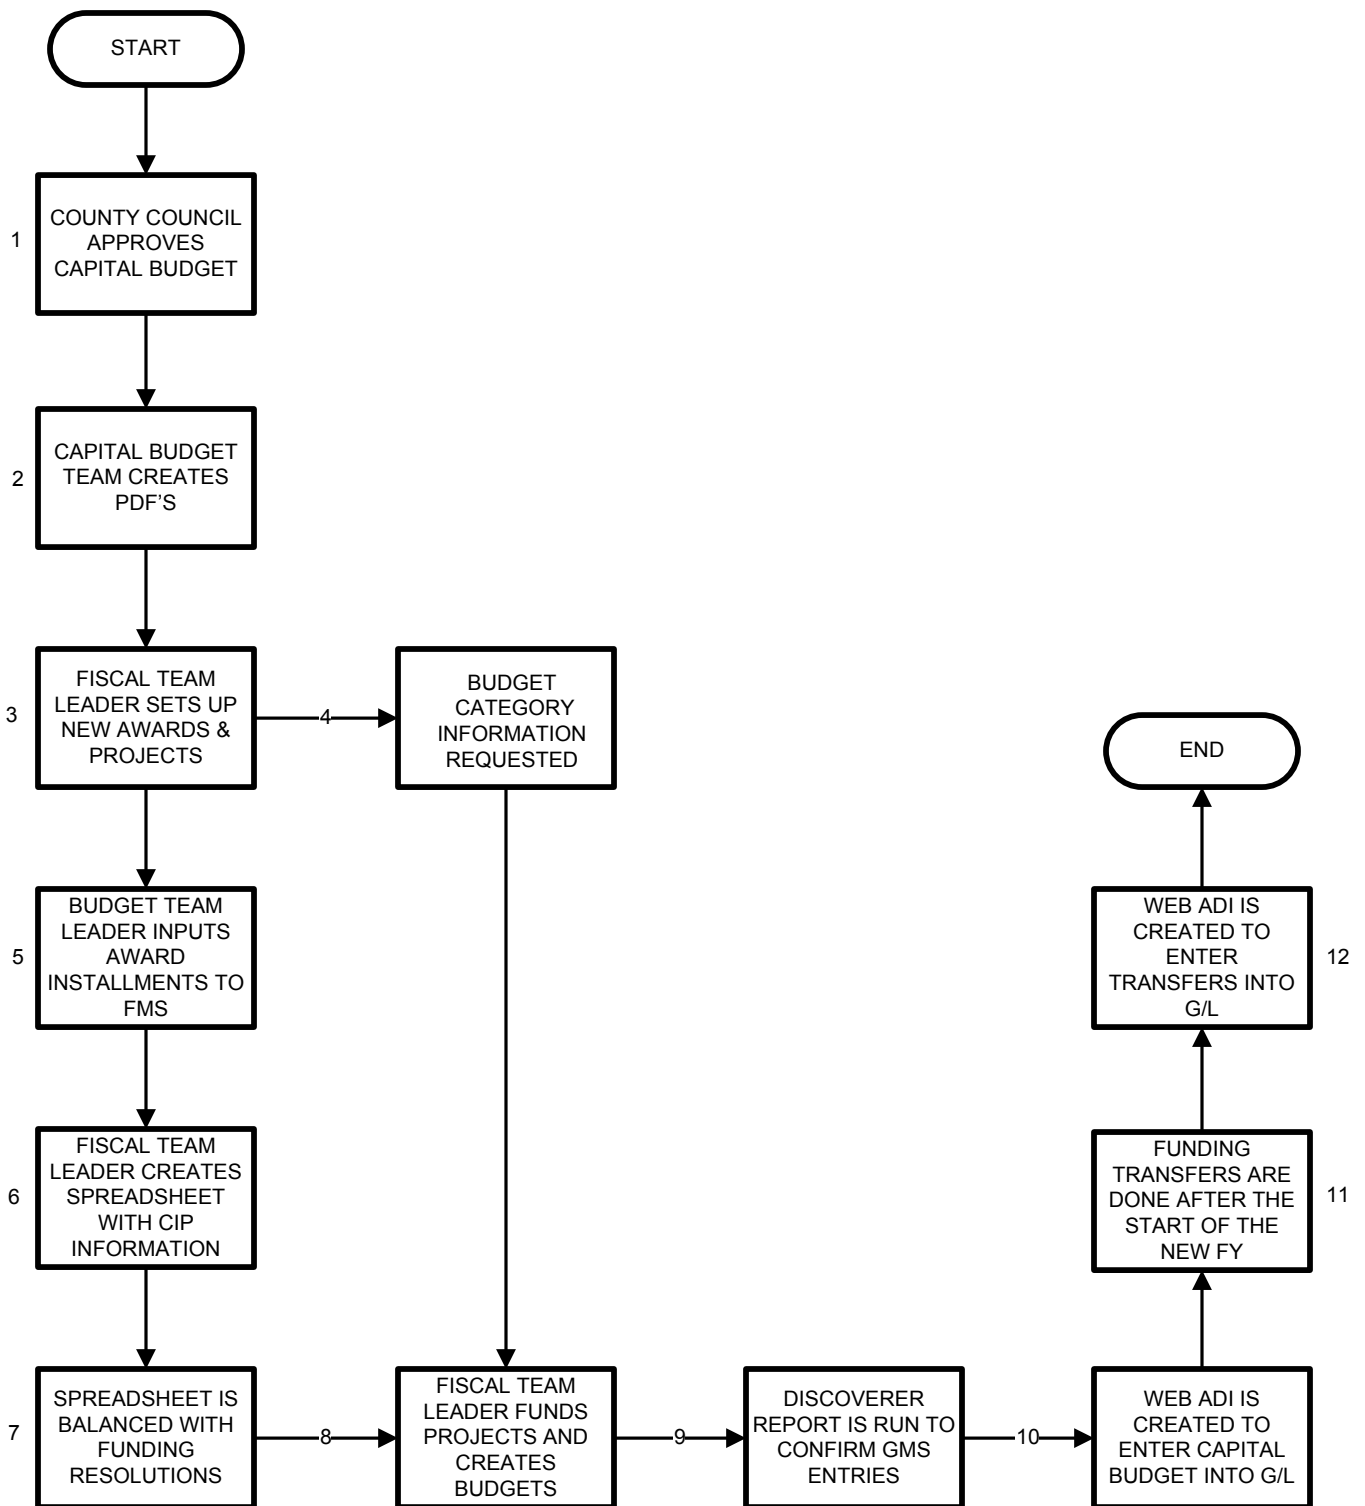 START
1
COUNTY COUNCIL
APPROVES
CAPITAL BUDGET
2
CAPITAL BUDGET
TEAM CREATES
PDF'S
3
FISCAL TEAM
LEADER SETS UP
NEW AWARDS &
PROJECTS
4
BUDGET
CATEGORY
INFORMATION
REQUESTED
5
BUDGET TEAM
LEADER INPUTS
AWARD
INSTALLMENTS TO
FMS
6
FISCAL TEAM
LEADER CREATES
SPREADSHEET
WITH CIP
INFORMATION
7
SPREADSHEET IS
BALANCED WITH
FUNDING
RESOLUTIONS
8
FISCAL TEAM
LEADER FUNDS
PROJECTS AND
CREATES
BUDGETS
9
DISCOVERER
REPORT IS RUN TO
CONFIRM GMS
ENTRIES
10
WEB ADI IS
CREATED TO
ENTER CAPITAL
BUDGET INTO G/L
FUNDING
TRANSFERS ARE
DONE AFTER THE
START OF THE
NEW FY
11
WEB ADI IS
CREATED TO
ENTER
TRANSFERS INTO
G/L
12
END